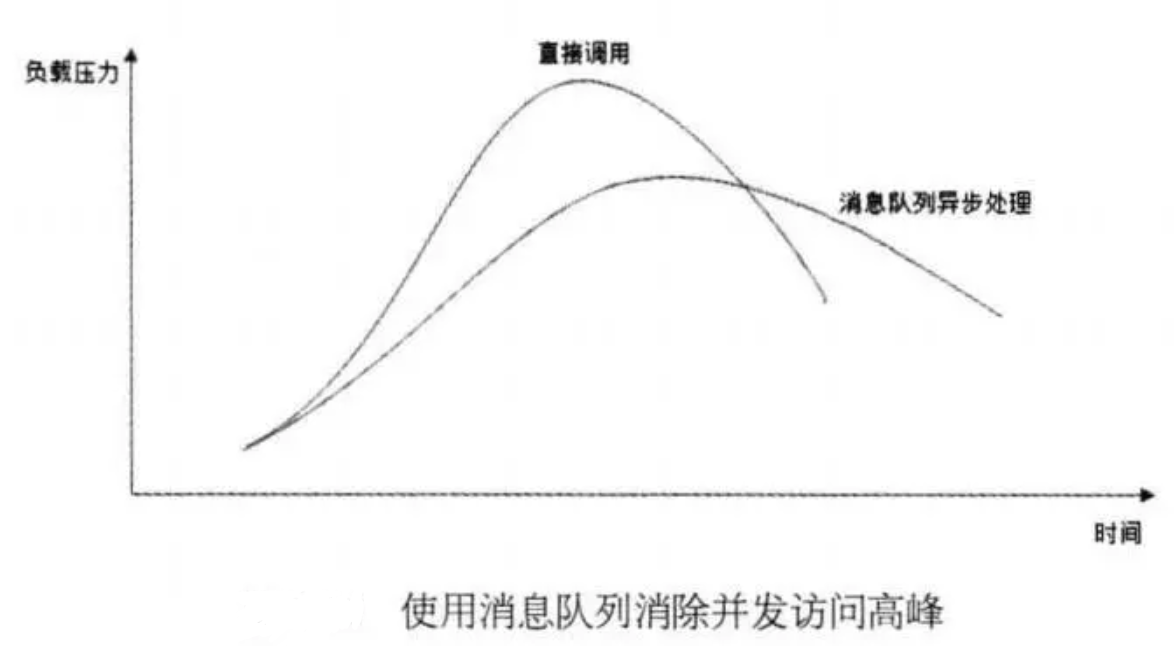 直接调用
负载压力
消息队列异步处理
时间
使用消息队列消除并发访问高峰